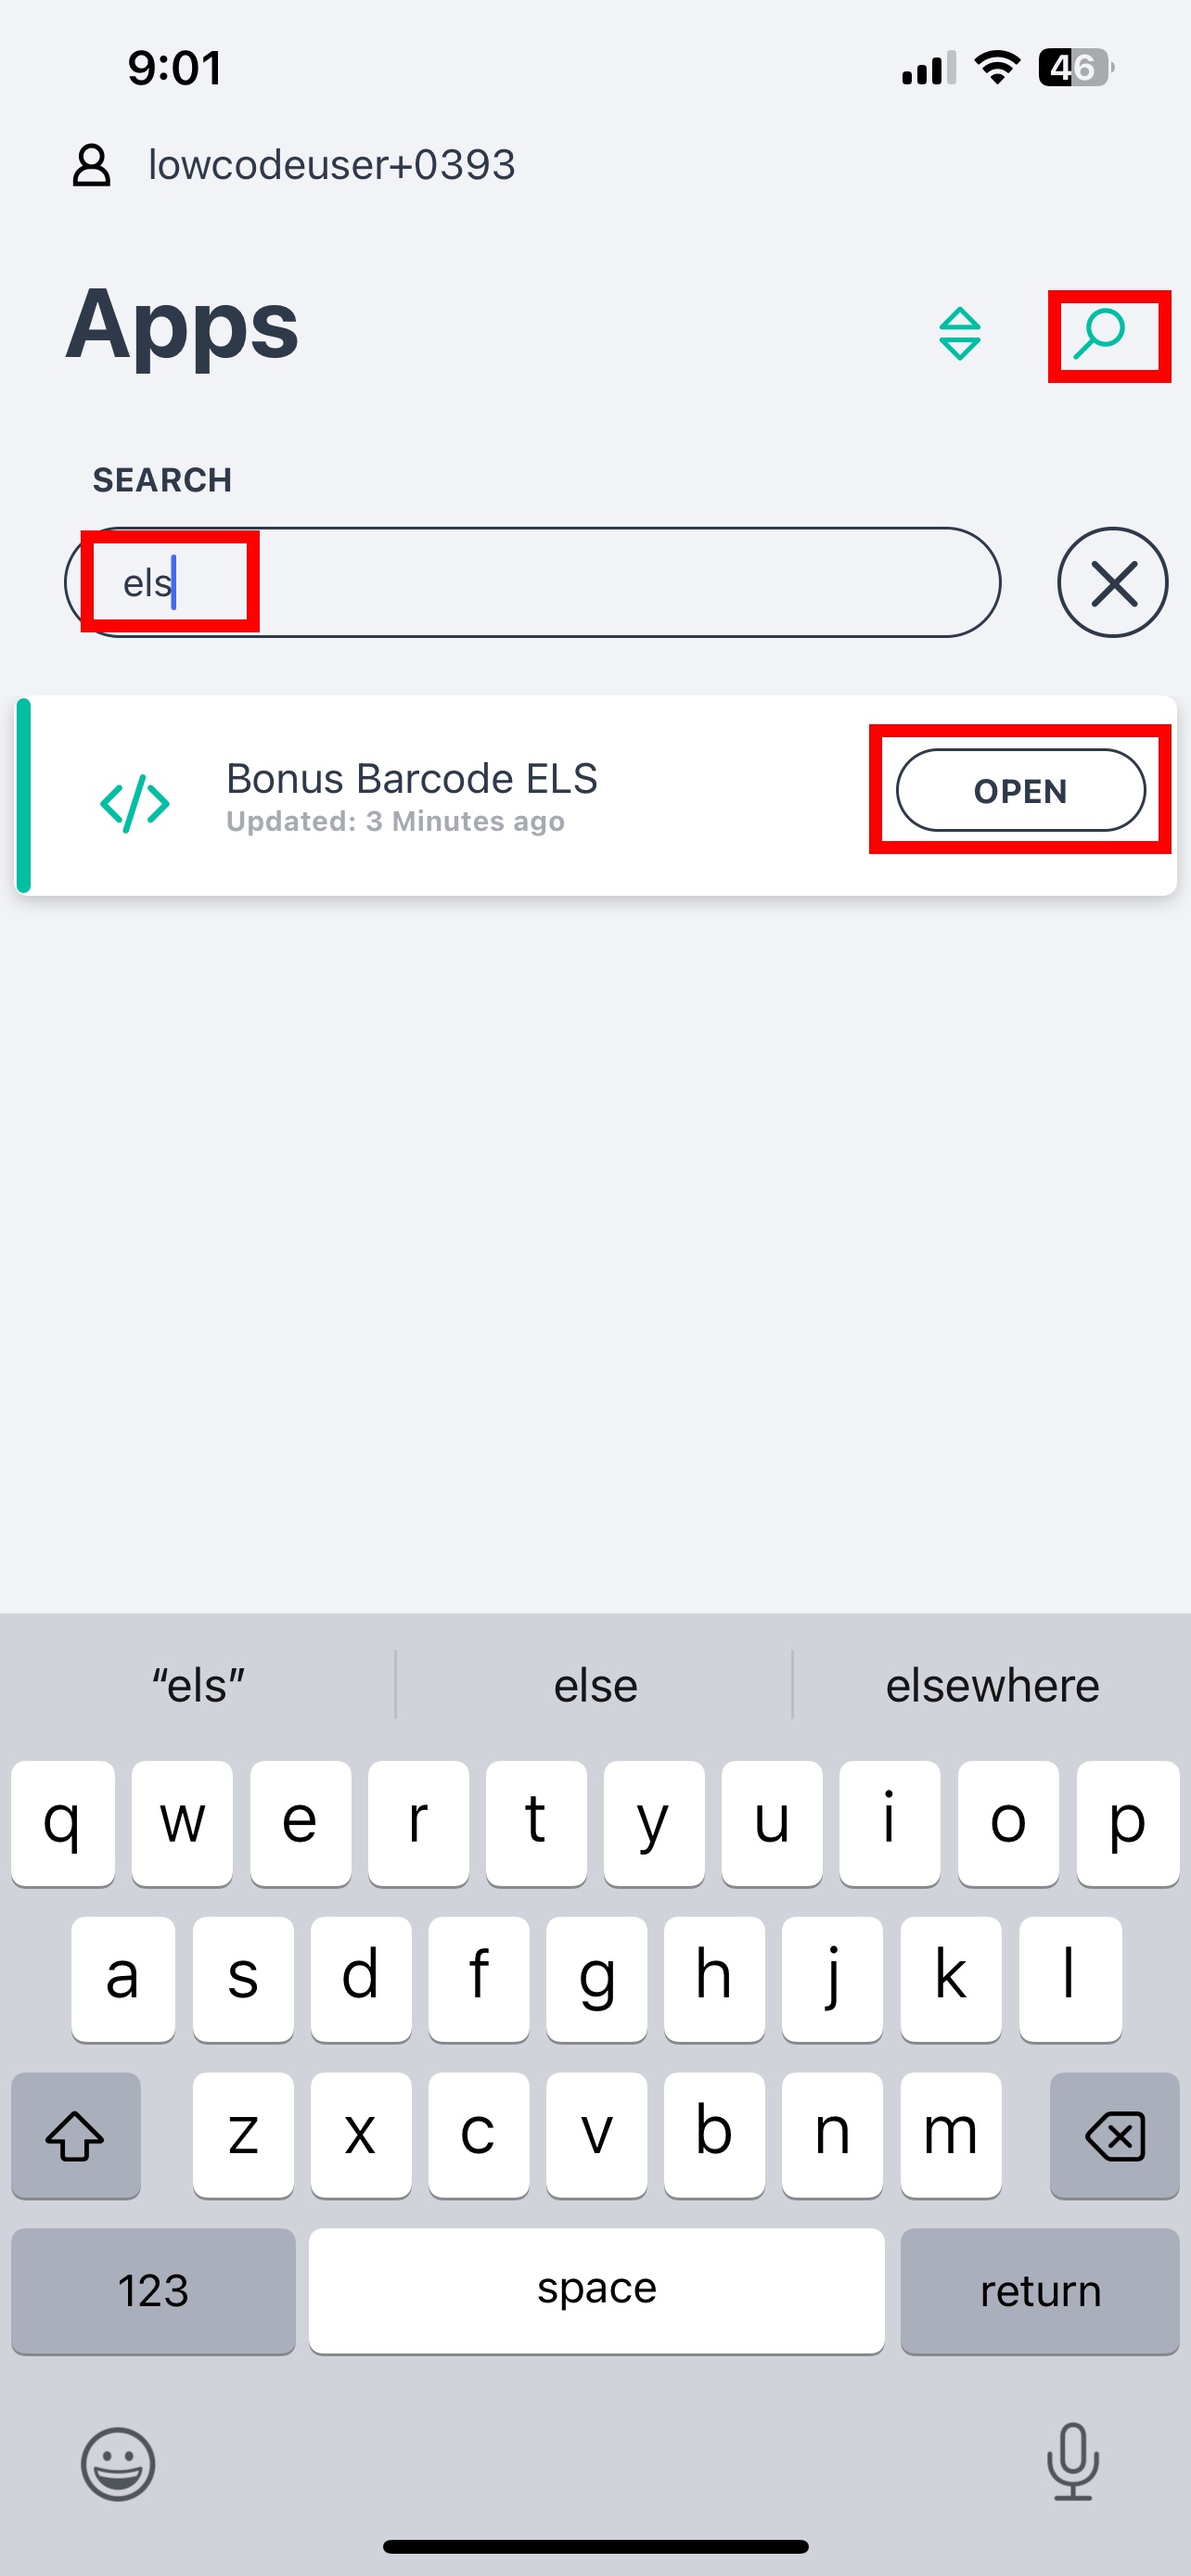 9:01
46
lowcodeuser+0393
Apps
SEARCH
els
Bonus Barcode ELS
Updated: 3 Minutes ago
OPEN
“els” else elsewhere
q w e r t y u i o p
a s d f g h j k l
z x c v b n m
123 space return